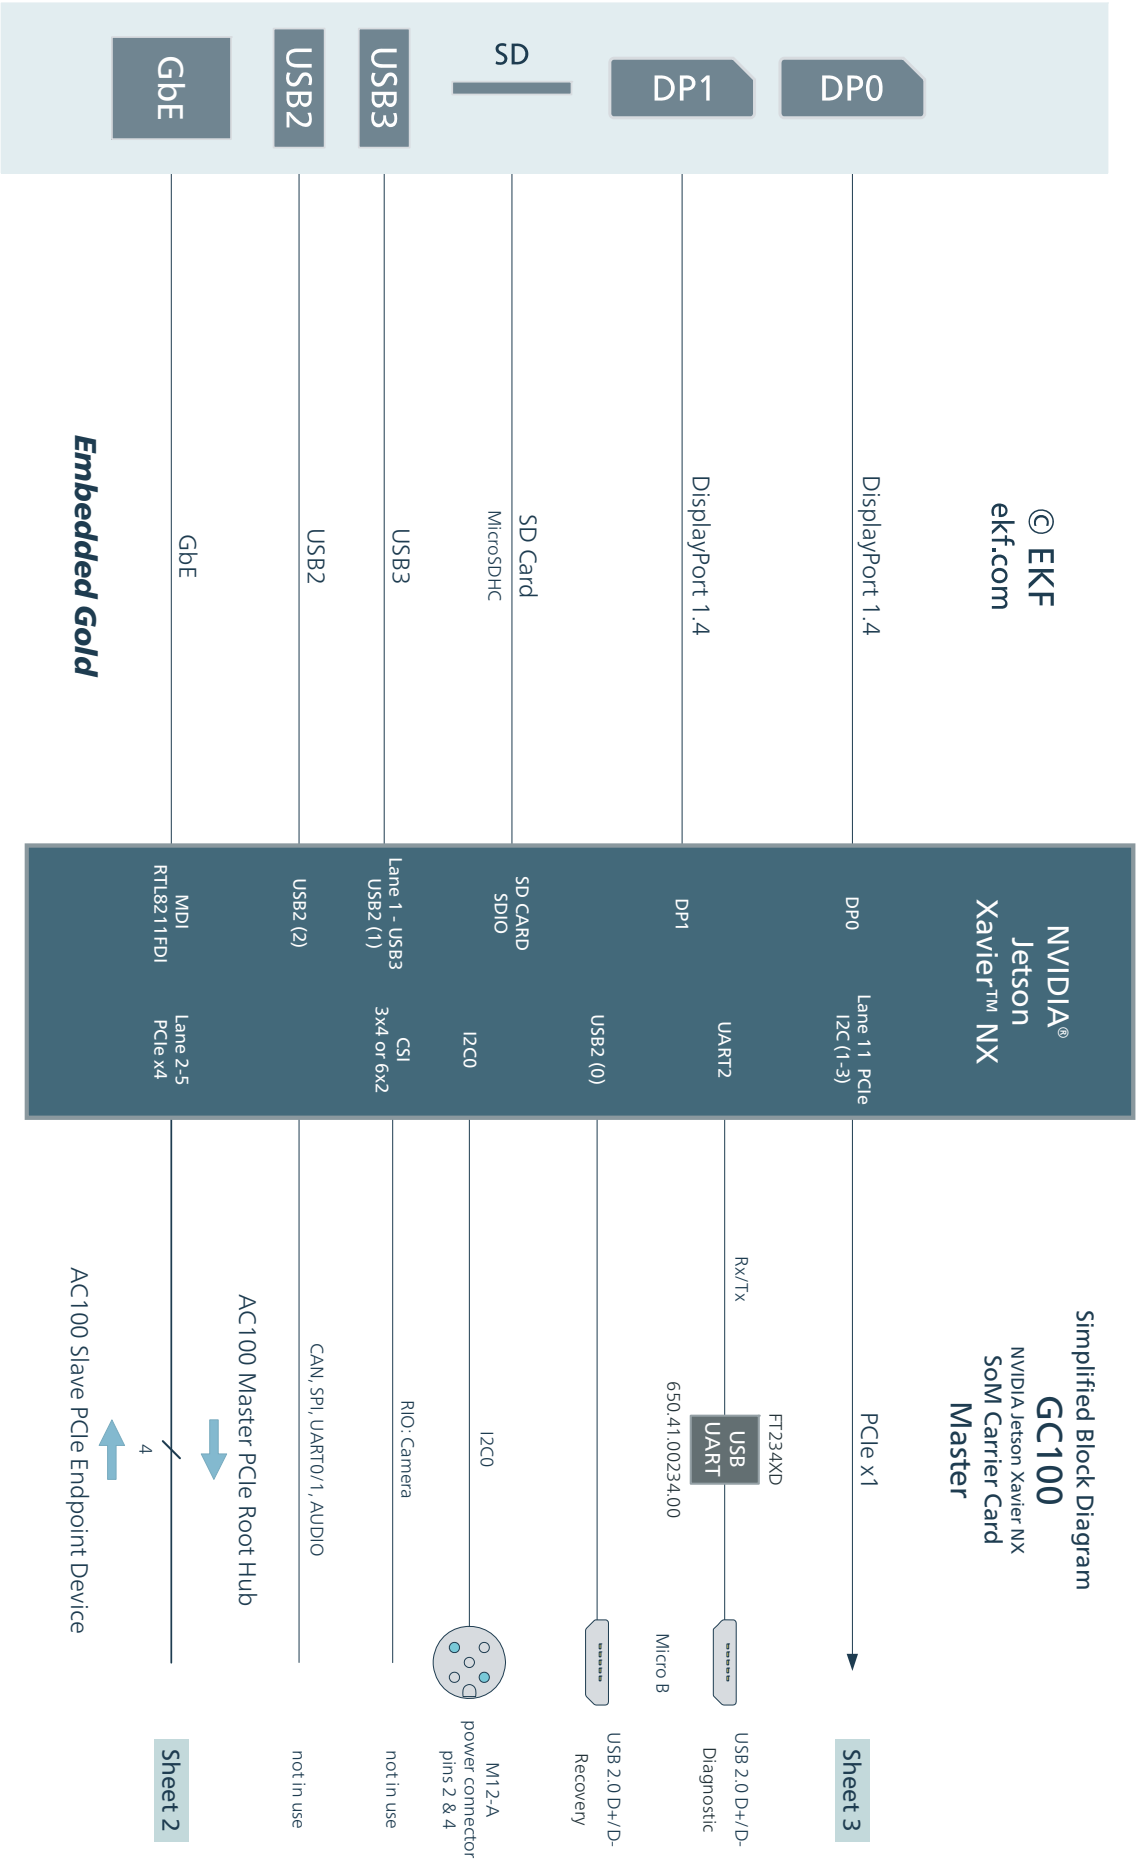 © EKF
ekf.com
Simplified Block Diagram
GC100
NVIDIA Jetson Xavier NX
SoM Carrier Card
Master
NVIDIA®
Jetson
Xavier™ NX
DP0
DisplayPort 1.4
DP0
Lane 11 PCIe
I2C (1-3)
PCIe x1
Sheet 3
DP1
DisplayPort 1.4
DP1
UART2
Rx/Tx
FT234XD
USB
UART
650.41.00234.00
USB 2.0 D+/D-
Diagnostic
Micro B
USB2 (0)
USB 2.0 D+/D-
Recovery
SD
SD Card
MicroSDHC
SD CARD
SDIO
I2C0
I2C0
M12-A
power connector
pins 2 & 4
USB3
USB3
Lane 1 - USB3
USB2 (1)
CSI
3x4 or 6x2
RIO: Camera
not in use
USB2
USB2
USB2 (2)
CAN, SPI, UART0/1, AUDIO
not in use
GbE
GbE
MDI
RTL8211FDI
Lane 2-5
PCIe x4
AC100 Master PCIe Root Hub
4
AC100 Slave PCIe Endpoint Device
Sheet 2
Embedded Gold